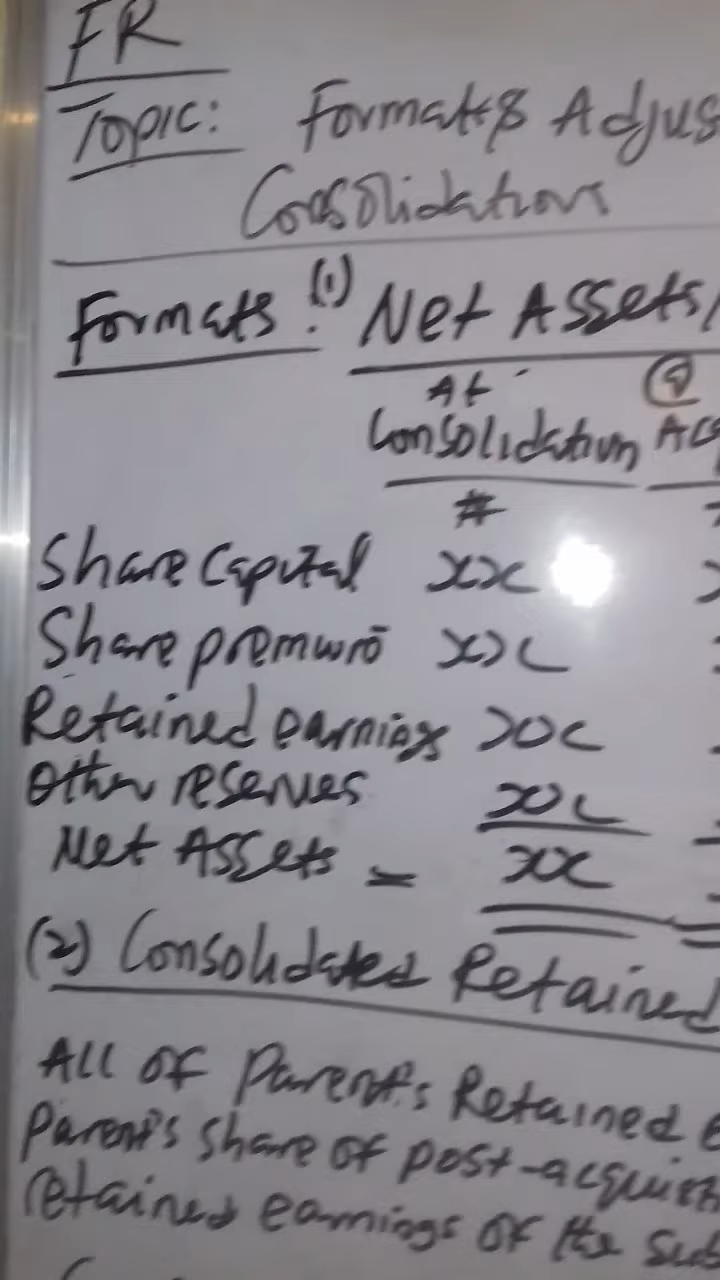 FR
Topic: Formats & Adjus
Consolidations
Formats: (1) Net Assets
At @
Consolidation Acq
#
Share Capital xx
Share premium xx
Retained earnings xx
Other reserves xx
Net Assets = xx
(2) Consolidated Retained
All of Parent's Retained e
Parent's share of post-acquisit
retained earnings of the Sub